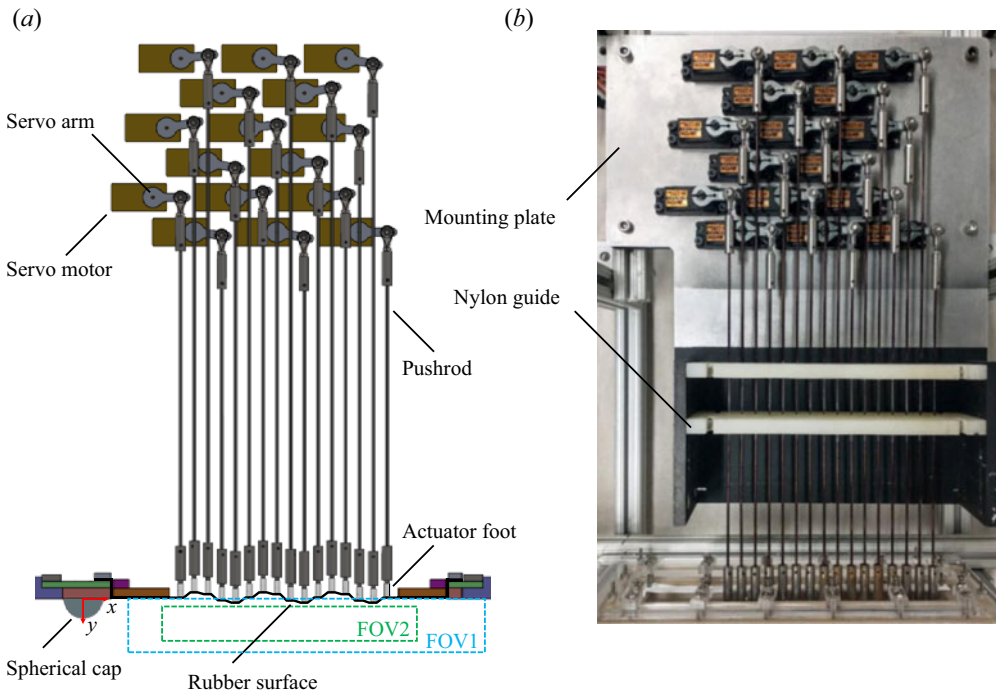 (a)
(b)
Servo arm
Servo motor
Mounting plate
Nylon guide
Pushrod
Actuator foot
x
y
FOV2
FOV1
Spherical cap
Rubber surface